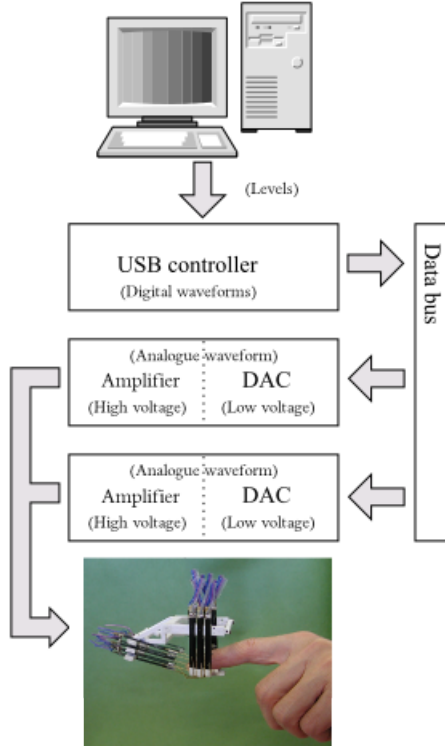 (Levels)
USB controller
(Digital waveforms)
Data bus
(Analogue waveform)
Amplifier DAC
(High voltage) (Low voltage)
(Analogue waveform)
Amplifier DAC
(High voltage) (Low voltage)